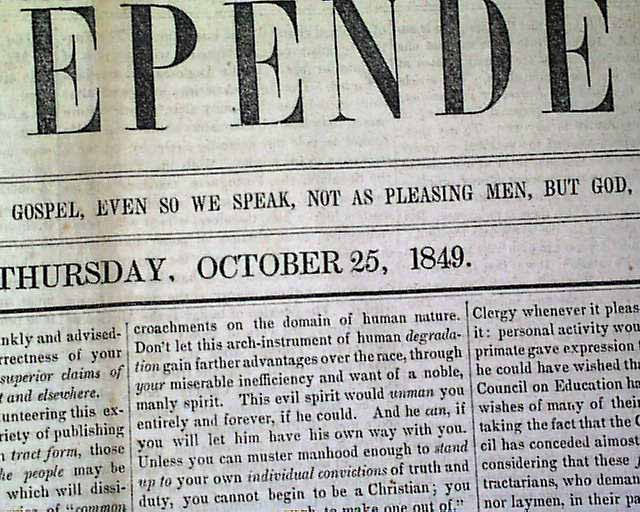 EPENDE
GOSPEL, EVEN SO WE SPEAK, NOT AS PLEASING MEN, BUT GOD,
THURSDAY, OCTOBER 25, 1849.
nkly and advised-
rrectness of your
superior claims of
t and elsewhere.
unteering this ex-
riety of publishing
tract form, those
he people may be
which will dissi-
of "common
croachments on the domain of human nature.
Don't let this arch-instrument of human degrada-
tion gain farther advantages over the race, through
your miserable inefficiency and want of a noble,
manly spirit. This evil spirit would unman you
entirely and forever, if he could. And he can, if
you will let him have his own way with you.
Unless you can muster manhood enough to stand
up to your own individual convictions of truth and
duty, you cannot begin to be a Christian; you
to make one out of."
Clergy whenever it pleas
it: personal activity wou
primate gave expression
he could have wished tha
Council on Education ha
wishes of many of their
taking the fact that the C
cil has conceded almost
considering that these
tractarians, who deman
nor laymen, in their pa